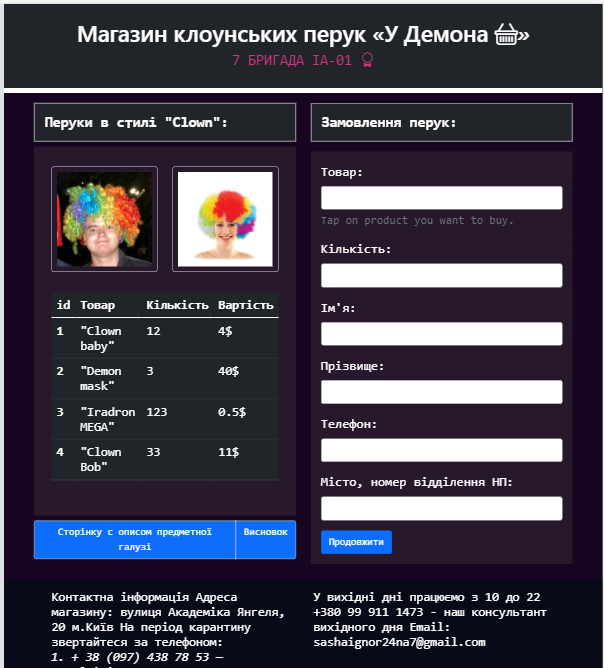 Магазин клоунських перук «У Демона »
7 БРИГАДА ІА-01
Перуки в стилі "Clown":
id Товар Кількість Вартість
1 "Clown baby" 12 4$
2 "Demon mask" 3 40$
3 "Iradron MEGA" 123 0.5$
4 "Clown Bob" 33 11$
Сторінку с описом предметної
галузі
Висновок
Замовлення перук:
Товар:
Tap on product you want to buy.
Кількість:
Ім'я:
Прізвище:
Телефон:
Місто, номер відділення НП:
Продовжити
Контактна інформація Адреса
магазину: вулиця Академіка Янгеля,
20 м.Київ На період карантину
звертайтеся за телефоном:
1. + 38 (097) 438 78 53 —
У вихідні дні працюємо з 10 до 22
+380 99 911 1473 - наш консультант
вихідного дня Email:
sashaignor24na7@gmail.com